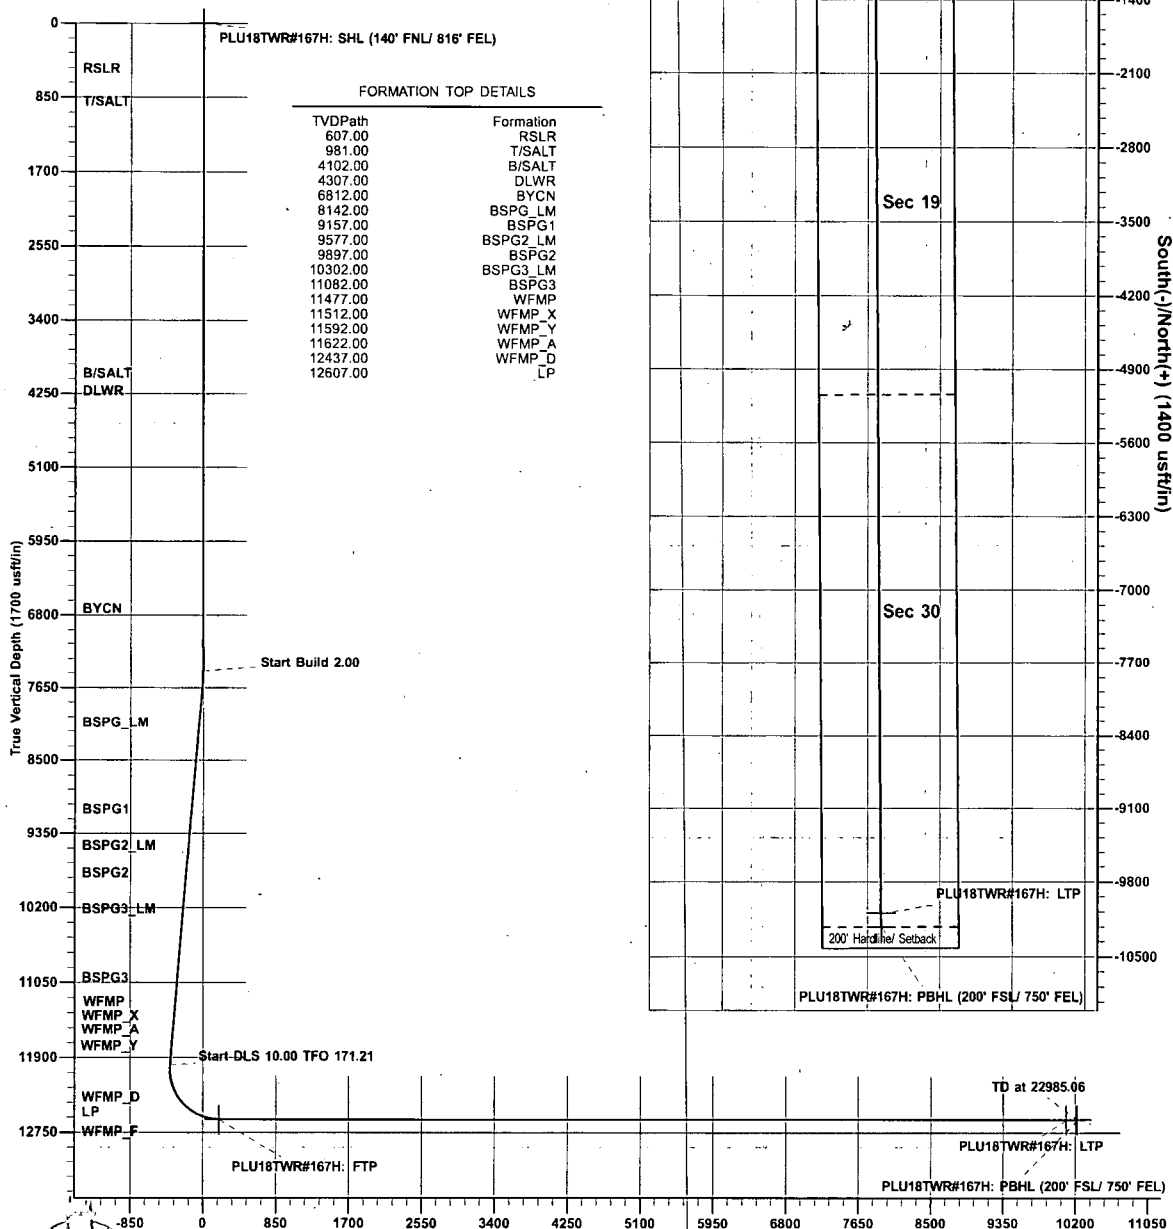 0
PLU18TWR#167H: SHL (140' FNL/ 816' FEL)
RSLR
850
T/SALT
1700
2550
3400
B/SALT
4250
DLWR
5100
5950
BYCN
6800
Start Build 2.00
7650
BSPG_LM
8500
BSPG1
9350
BSPG2_LM
BSPG2
10200
BSPG3_LM
BSPG3
11050
WFMP
WFMP_X
WFMP_A
WFMP_Y
11900
Start DLS 10.00 TFO 171.21
WFMP_D
LP
WFMP_F
12750
True Vertical Depth (1700 usft/in)
FORMATION TOP DETAILS
TVDPath Formation
607.00 RSLR
981.00 T/SALT
4102.00 B/SALT
4307.00 DLWR
6812.00 BYCN
8142.00 BSPG_LM
9157.00 BSPG1
9577.00 BSPG2_LM
9897.00 BSPG2
10302.00 BSPG3_LM
11082.00 BSPG3
11477.00 WFMP
11512.00 WFMP_X
11592.00 WFMP_Y
11622.00 WFMP_A
12437.00 WFMP_D
12607.00 LP
-1400
-2100
-2800
Sec 19
-3500
-4200
-4900
-5600
-6300
-7000
Sec 30
-7700
-8400
-9100
-9800
PLU18TWR#167H: LTP
200' Hardline/ Setback
-10500
PLU18TWR#167H: PBHL (200' FSL/ 750' FEL)
South(-)/North(+) (1400 usft/in)
TD at 22985.06
PLU18TWR#167H: FTP
PLU18TWR#167H: LTP
PLU18TWR#167H: PBHL (200' FSL/ 750' FEL)
-850 0 850 1700 2550 3400 4250 5100 5950 6800 7650 8500 9350 10200 11050